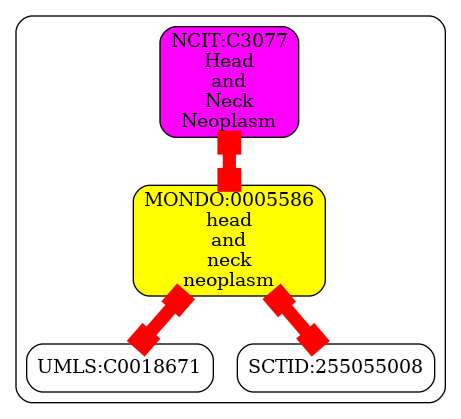 NCIT:C3077
Head
and
Neck
Neoplasm
MONDO:0005586
head
and
neck
neoplasm
UMLS:C0018671
SCTID:255055008